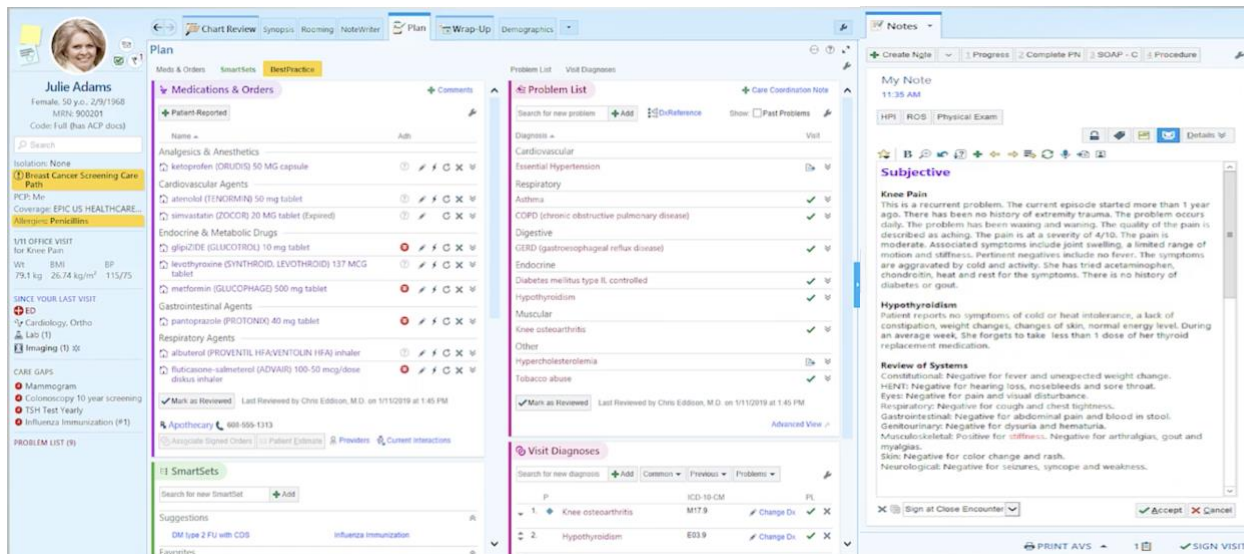 Chart Review Synopsis Rooming NoteWriter Plan Wrap-Up Demographics
Julie Adams
Female, 50 y.o., 2/9/1968
MRN: 900201
Code: Full (has ACP docs)
Search
Isolation: None
Breast Cancer Screening Care
Path
PCP: Me
Coverage: EPIC US HEALTHCARE...
Allergies: Penicillins
1/11 OFFICE VISIT
for Knee Pain
Wt BMI BP
79.1 kg 26.74 kg/m² 115/75
SINCE YOUR LAST VISIT
ED
Cardiology, Ortho
Lab (1)
Imaging (1)
CARE GAPS
Mammogram
Colonoscopy 10 year screening
TSH Test Yearly
Influenza Immunization (#1)
PROBLEM LIST (9)
Plan
Meds & Orders SmartSets BestPractice
Medications & Orders
Comments
Patient-Reported
Name Adh
Analgesics & Anesthetics
ketoprofen (ORUDIS) 50 MG capsule
Cardiovascular Agents
atenolol (TENORMIN) 50 mg tablet
simvastatin (ZOCOR) 20 MG tablet (Expired)
Endocrine & Metabolic Drugs
glipiZIDE (GLUCOTROL) 10 mg tablet
levothyroxine (SYNTHROID, LEVOTHROID) 137 MCG
tablet
metformin (GLUCOPHAGE) 500 mg tablet
Gastrointestinal Agents
pantoprazole (PROTONIX) 40 mg tablet
Respiratory Agents
albuterol (PROVENTIL HFA;VENTOLIN HFA) inhaler
fluticasone-salmeterol (ADVAIR) 100-50 mcg/dose
diskus inhaler
Mark as Reviewed Last Reviewed by Chris Eddison, M.D. on 1/11/2019 at 1:45 PM
Apothecary 608-555-1313
Associate Signed Orders Patient Estimate Providers Current Interactions
SmartSets
Search for new SmartSet Add
Suggestions
DM type 2 FU with CDS Influenza Immunization
Favorites
Problem List Visit Diagnoses
Problem List
Care Coordination Note
Search for new problem Add DxReference Show: Past Problems
Diagnosis Visit
Cardiovascular
Essential Hypertension
Respiratory
Asthma
COPD (chronic obstructive pulmonary disease)
Digestive
GERD (gastroesophageal reflux disease)
Endocrine
Diabetes mellitus type II, controlled
Hypothyroidism
Muscular
Knee osteoarthritis
Other
Hypercholesterolemia
Tobacco abuse
Mark as Reviewed Last Reviewed by Chris Eddison, M.D. on 1/11/2019 at 1:45 PM.
Advanced View
Visit Diagnoses
Search for new diagnosis Add Common Previous Problems
P ICD-10-CM PL
1. Knee osteoarthritis M17.9 Change Dx
2. Hypothyroidism E03.9 Change Dx
Notes
Create Note 1 Progress 2 Complete PN 3 SOAP - C 4 Procedure
My Note
11:35 AM
HPI ROS Physical Exam
Details
Subjective
Knee Pain
This is a recurrent problem. The current episode started more than 1 year
ago. There has been no history of extremity trauma. The problem occurs
daily. The problem has been waxing and waning. The quality of the pain is
described as aching. The pain is at a severity of 4/10. The pain is
moderate. Associated symptoms include joint swelling, a limited range of
motion and stiffness. Pertinent negatives include no fever. The symptoms
are aggravated by cold and activity. She has tried acetaminophen,
chondroitin, heat and rest for the symptoms. There is no history of
diabetes or gout.
Hypothyroidism
Patient reports no symptoms of cold or heat intolerance, a lack of
constipation, weight changes, changes of skin, normal energy level. During
an average week, She forgets to take less than 1 dose of her thyroid
replacement medication.
Review of Systems
Constitutional: Negative for fever and unexpected weight change.
HENT: Negative for hearing loss, nosebleeds and sore throat.
Eyes: Negative for pain and visual disturbance.
Respiratory: Negative for cough and chest tightness.
Gastrointestinal: Negative for abdominal pain and blood in stool.
Genitourinary: Negative for dysuria and hematuria.
Musculoskeletal: Positive for stiffness. Negative for arthralgias, gout and
myalgias.
Skin: Negative for color change and rash.
Neurological: Negative for seizures, syncope and weakness.
Sign at Close Encounter Accept Cancel
PRINT AVS 1 SIGN VISIT